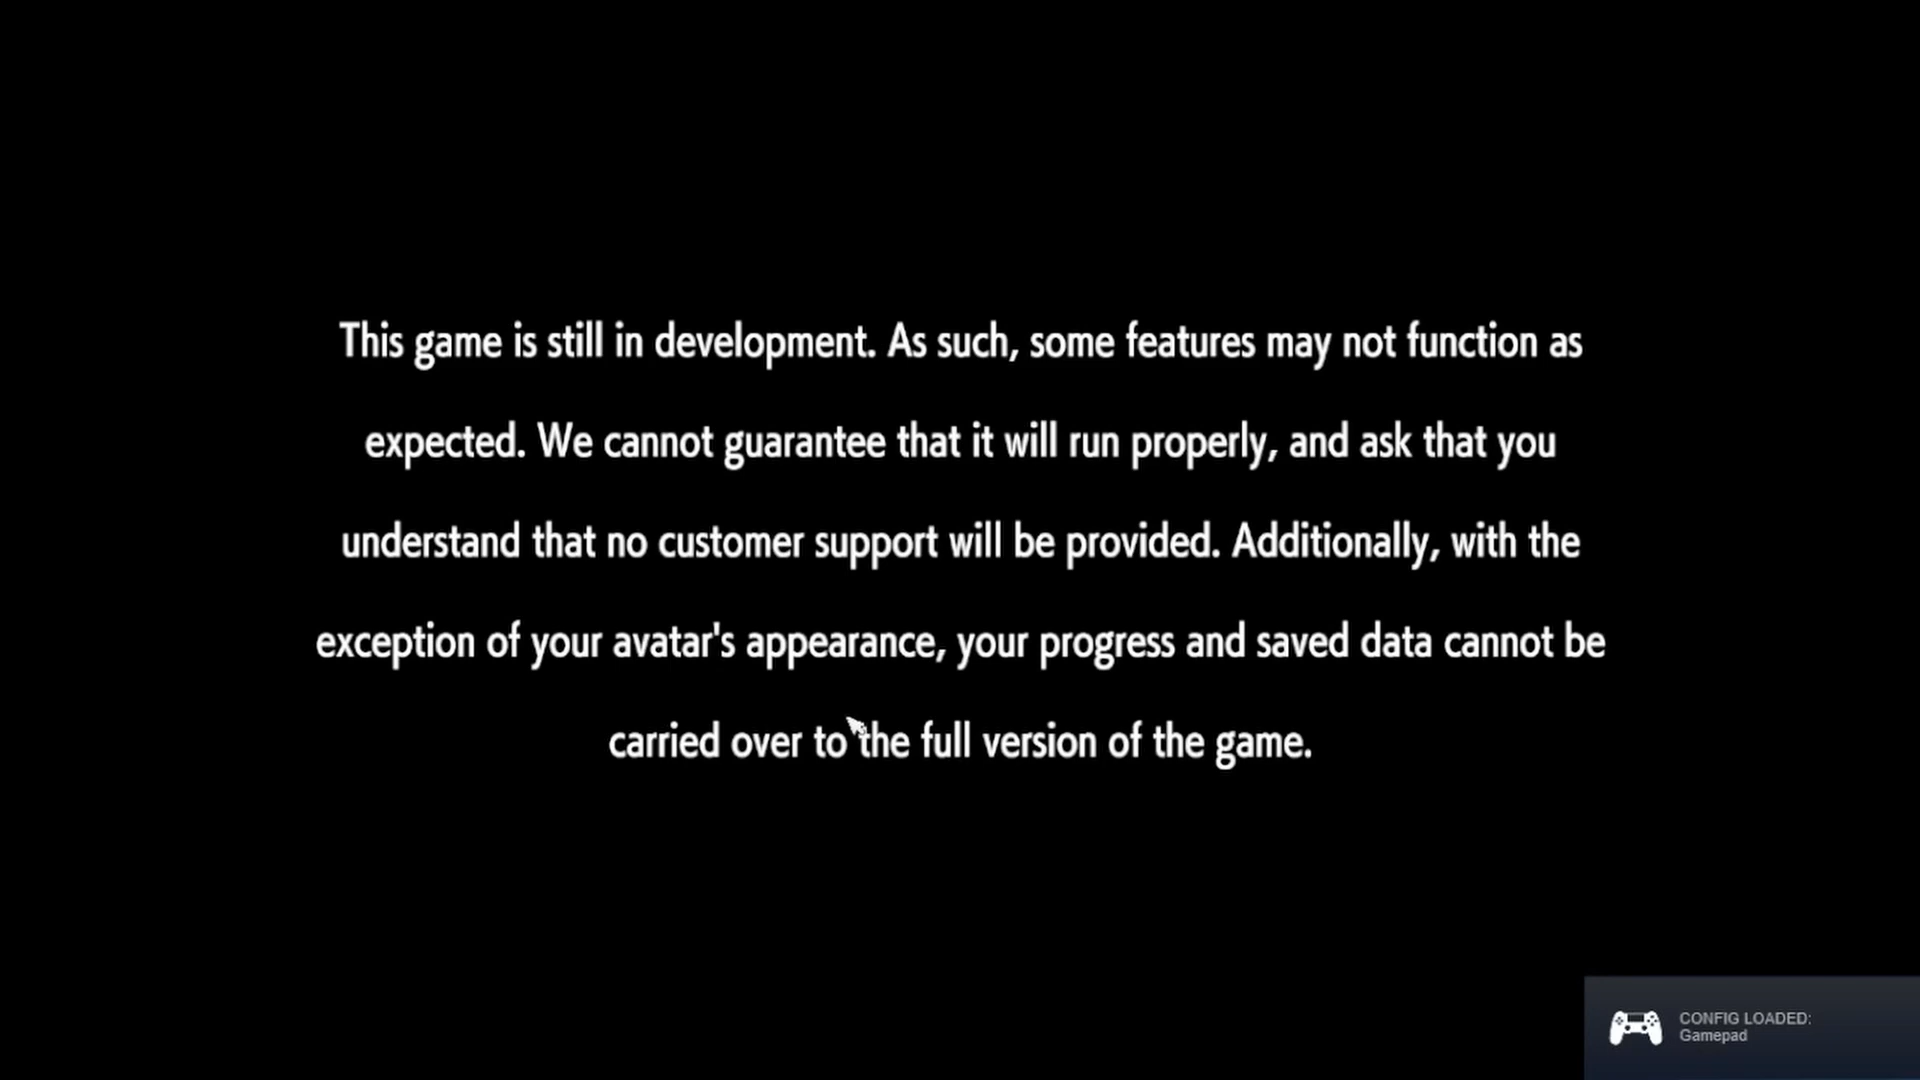 This game is still in development. As such, some features may not function as
expected. We cannot guarantee that it will run properly, and ask that you
understand that no customer support will be provided. Additionally, with the
exception of your avatar's appearance, your progress and saved data cannot be
carried over to the full version of the game.
CONFIG LOADED:
Gamepad